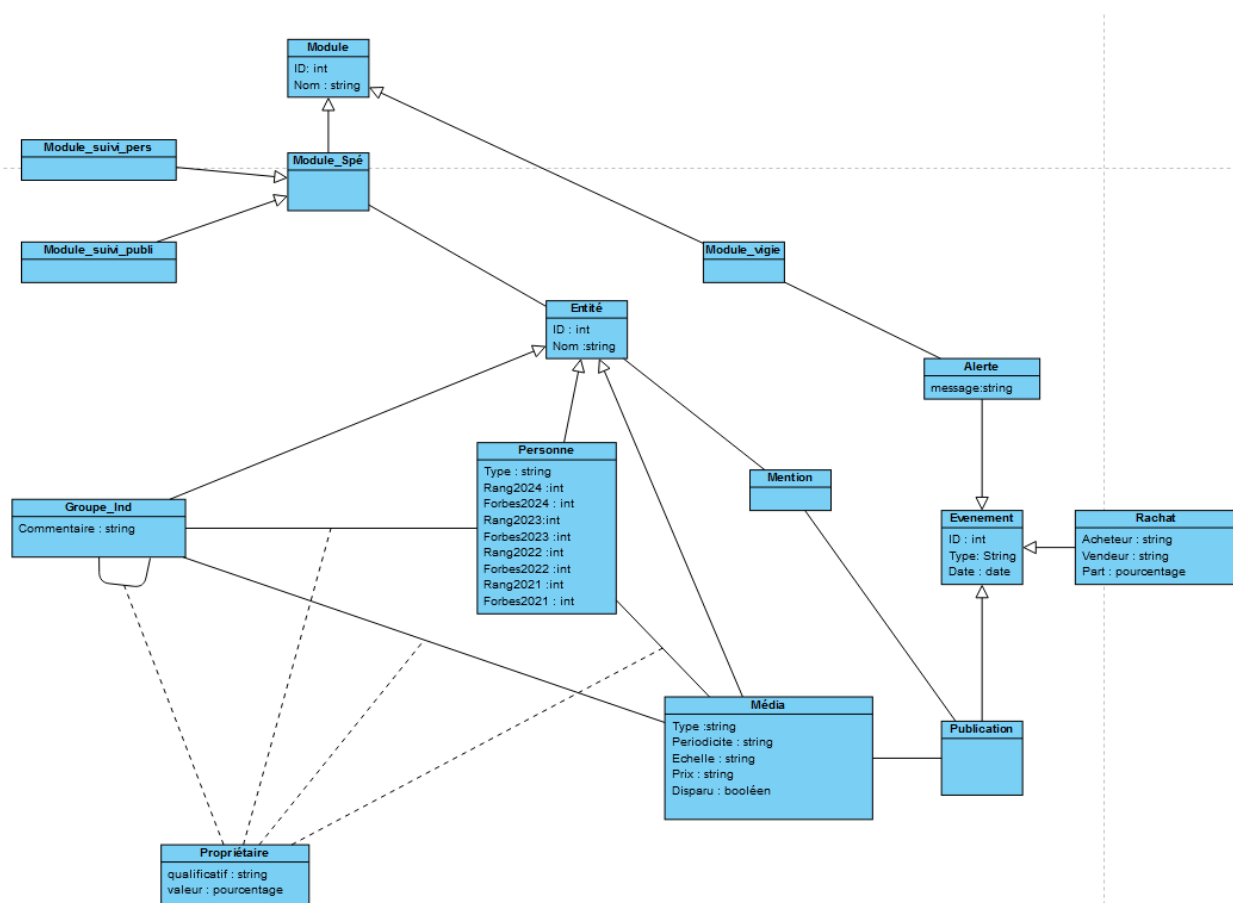 Module
ID: int
Nom : string
Module_suivi_pers
Module_Spé
Module_suivi_publi
Module_vigie
Entité
ID : int
Nom :string
Alerte
message:string
Personne
Type : string
Rang2024 :int
Forbes2024 : int
Rang2023:int
Forbes2023 :int
Rang2022 :int
Forbes2022 :int
Rang2021 :int
Forbes2021 : int
Mention
Groupe_Ind
Commentaire : string
Evenement
ID : int
Type: String
Date : date
Rachat
Acheteur : string
Vendeur : string
Part : pourcentage
Média
Type :string
Periodicite : string
Echelle : string
Prix : string
Disparu : booléen
Publication
Propriétaire
qualificatif : string
valeur : pourcentage